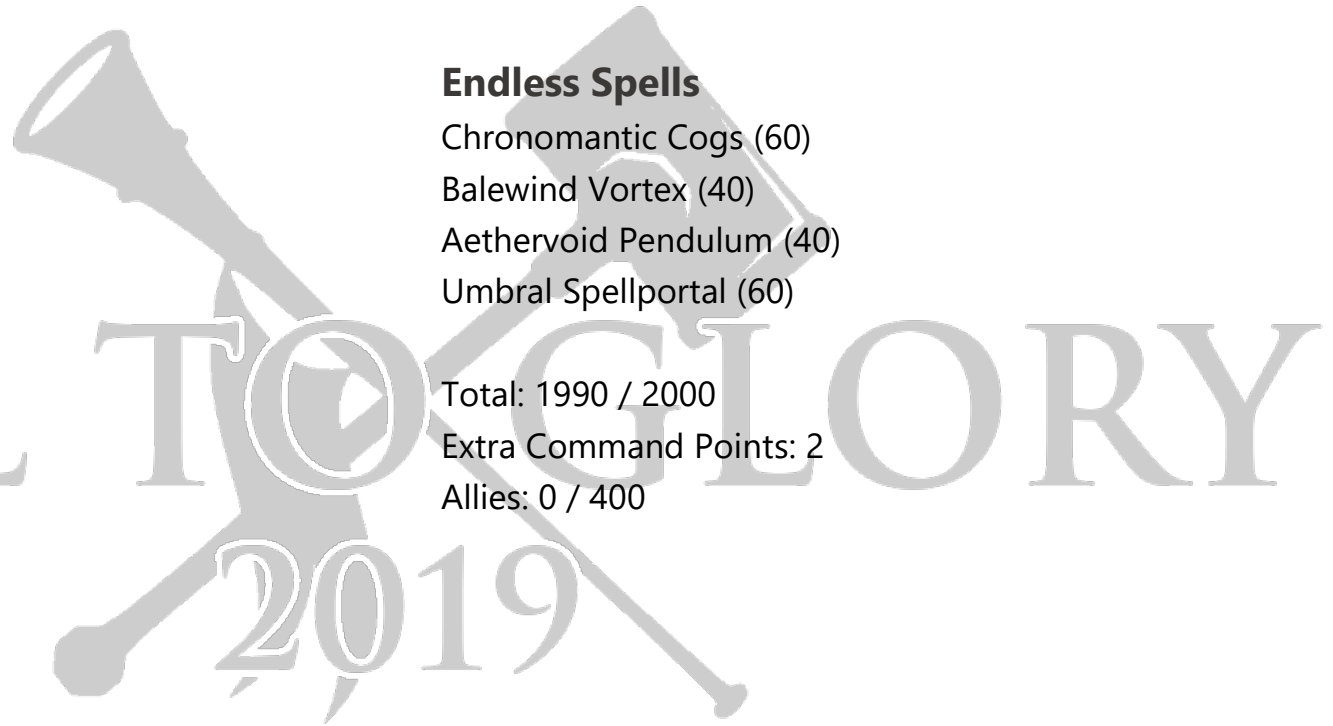 Endless Spells
Chronomantic Cogs (60)
Balewind Vortex (40)
Aethervoid Pendulum (40)
Umbral Spellportal (60)
TO GLORY
Total: 1990 / 2000
Extra Command Points: 2
Allies: 0 / 400
2019